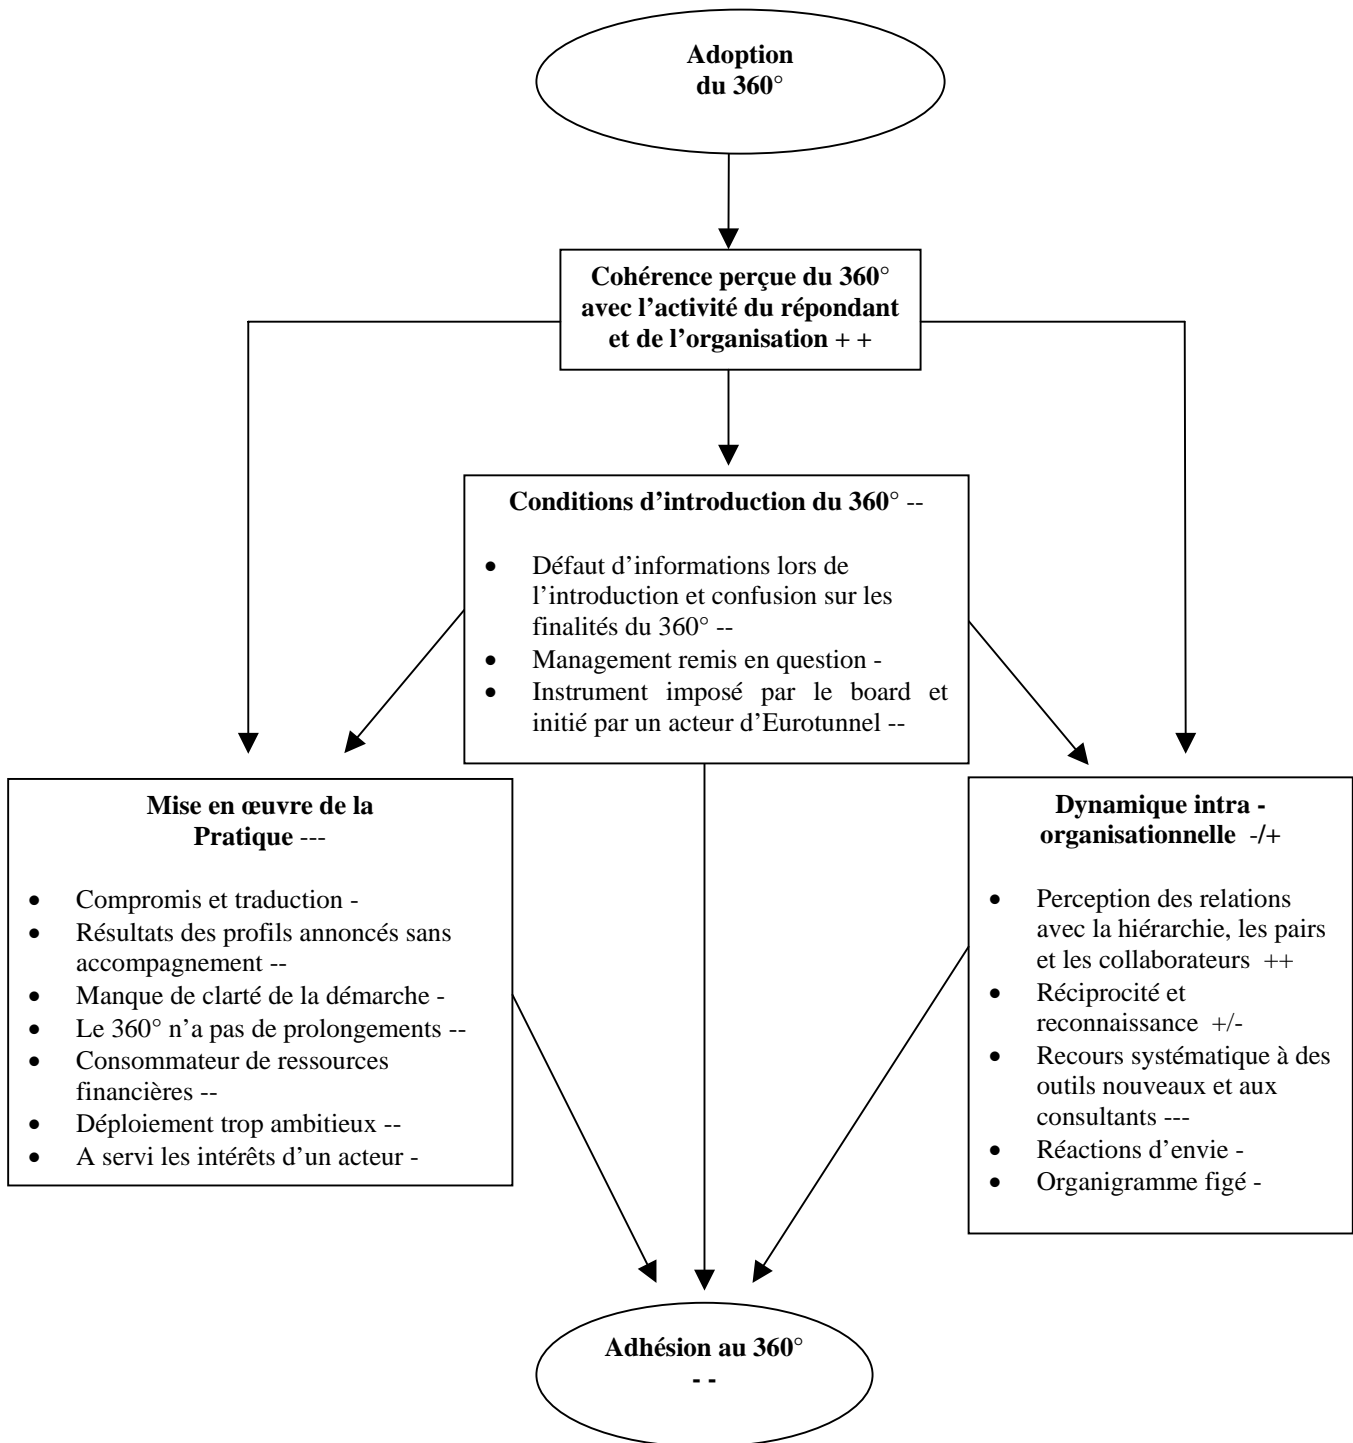 Adoption
du 360°
Cohérence perçue du 360°
avec l’activité du répondant
et de l’organisation + +
Conditions d’introduction du 360° --
• Défaut d’informations lors de
l’introduction et confusion sur les
finalités du 360° --
• Management remis en question -
• Instrument imposé par le board et
initié par un acteur d’Eurotunnel --
Mise en œuvre de la
Pratique ---
• Compromis et traduction -
• Résultats des profils annoncés sans
accompagnement --
• Manque de clarté de la démarche -
• Le 360° n’a pas de prolongements --
• Consommateur de ressources
financières --
• Déploiement trop ambitieux --
• A servi les intérêts d’un acteur -
Dynamique intra -
organisationnelle -/+
• Perception des relations
avec la hiérarchie, les pairs
et les collaborateurs ++
• Réciprocité et
reconnaissance +/-
• Recours systématique à des
outils nouveaux et aux
consultants ---
• Réactions d’envie -
• Organigramme figé -
Adhésion au 360°
- -